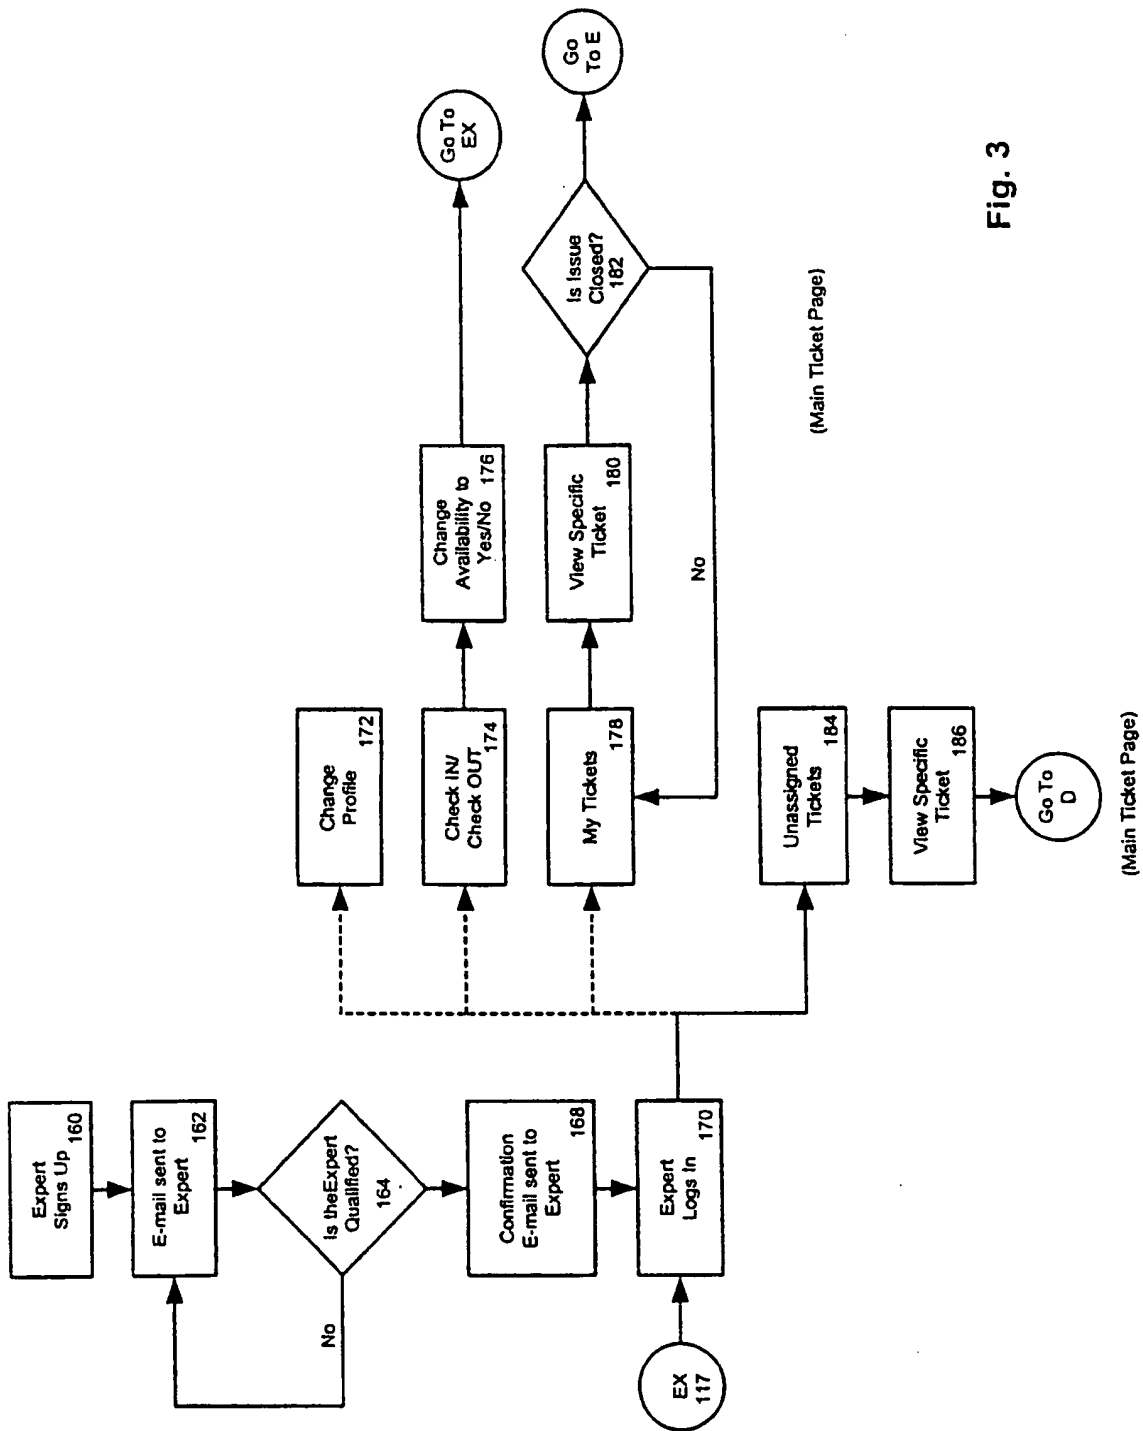 Expert
Signs Up
160
E-mail sent to
Expert
162
Is theExpert
Qualified?
164
No
Confirmation
E-mail sent to
Expert
168
EX
117
Expert
Logs In
170
Change
Profile
172
Check IN/
Check OUT
174
Change
Availability to
Yes/No 176
Go To
EX
My Tickets
178
View Specific
Ticket
180
Is Issue
Closed?
182
Go
To E
No
(Main Ticket Page)
Unassigned
Tickets
184
View Specific
Ticket
186
Go To
D
(Main Ticket Page)
Fig. 3